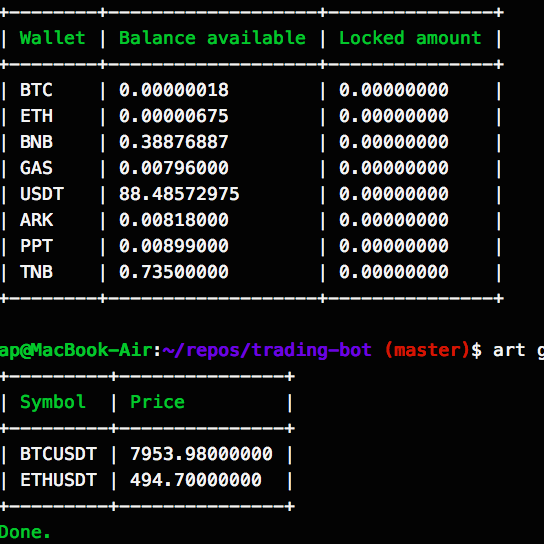 +--------+-------------------+---------------+
| Wallet | Balance available | Locked amount |
+--------+-------------------+---------------+
| BTC    | 0.00000018        | 0.00000000    |
| ETH    | 0.00000675        | 0.00000000    |
| BNB    | 0.38876887        | 0.00000000    |
| GAS    | 0.00796000        | 0.00000000    |
| USDT   | 88.48572975       | 0.00000000    |
| ARK    | 0.00818000        | 0.00000000    |
| PPT    | 0.00899000        | 0.00000000    |
| TNB    | 0.73500000        | 0.00000000    |
+--------+-------------------+---------------+
ap@MacBook-Air:~/repos/trading-bot (master)$ art g
+---------+---------------+
| Symbol  | Price         |
+---------+---------------+
| BTCUSDT | 7953.98000000 |
| ETHUSDT | 494.70000000  |
+---------+---------------+
Done.